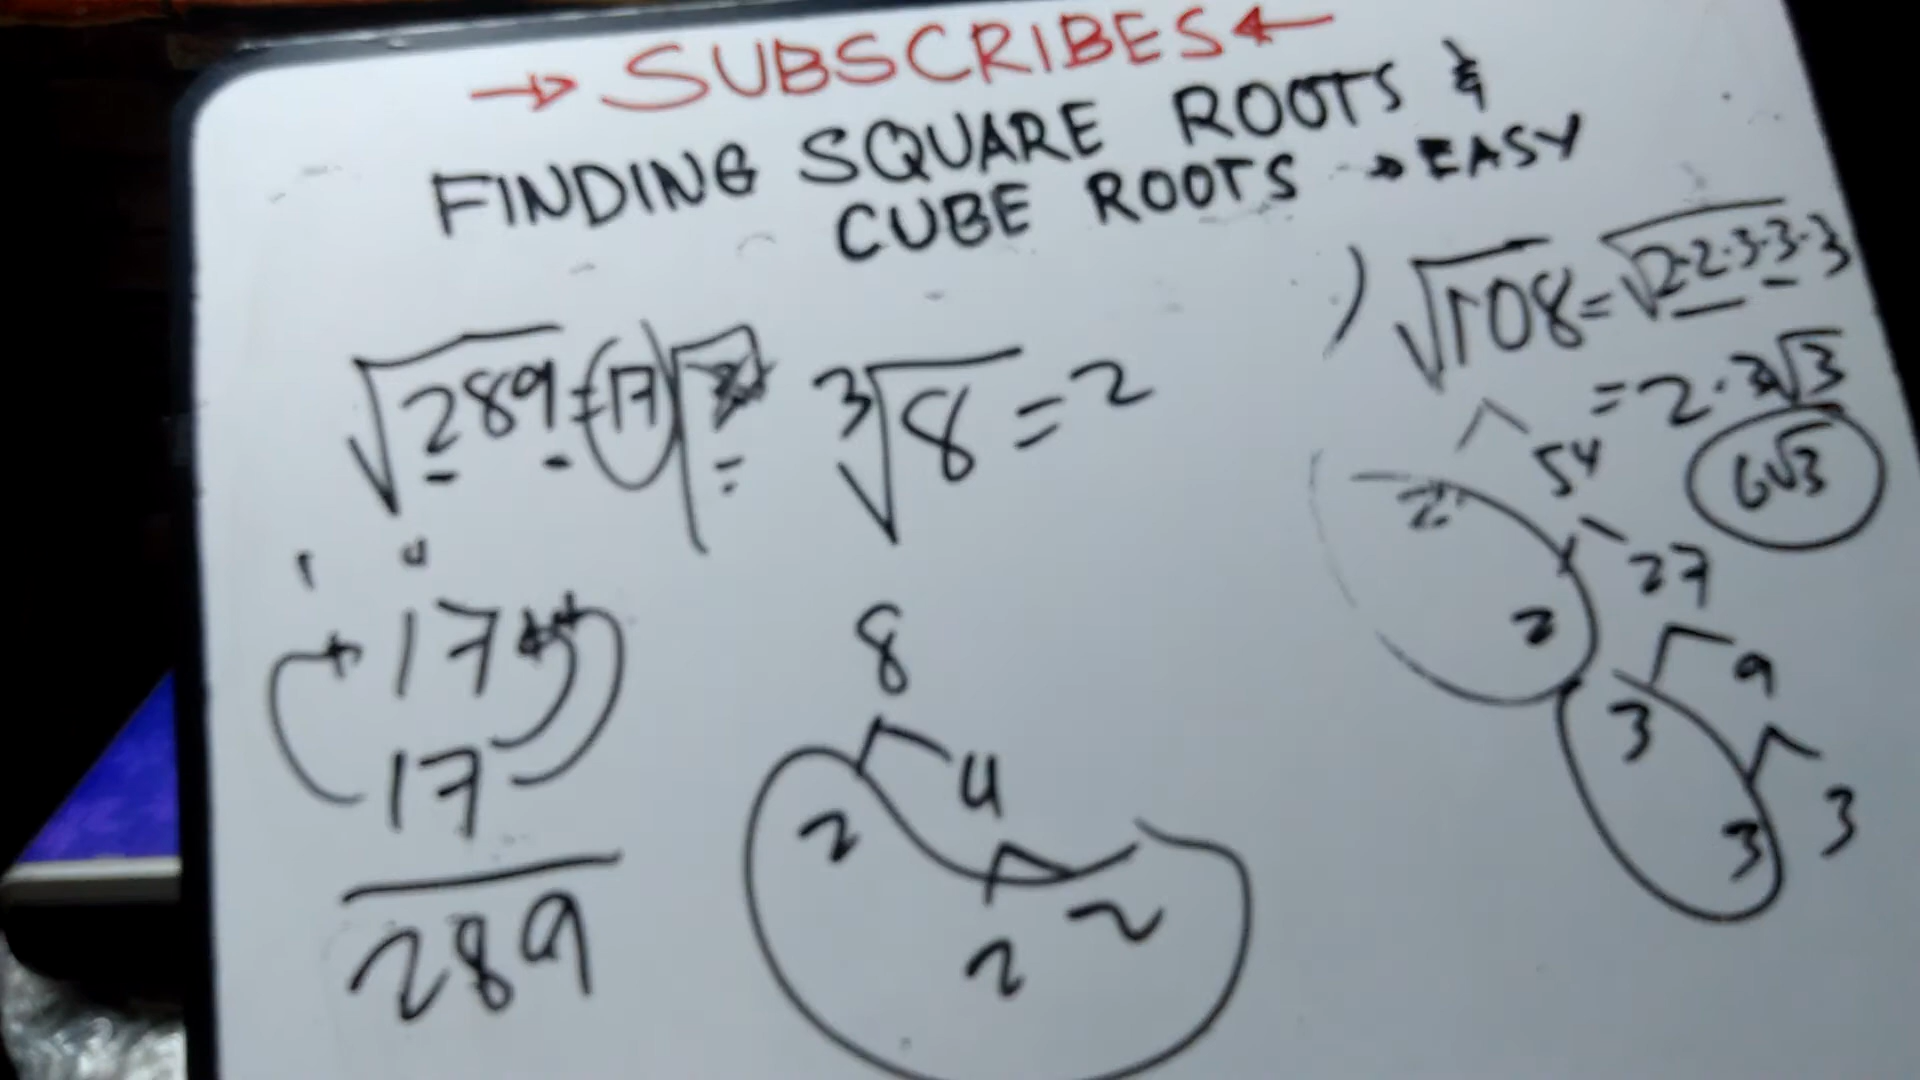 → SUBSCRIBES ←
FINDING SQUARE ROOTS &
CUBE ROOTS → EASY
√289 = 17
17
17
289
3√8 = 2
8
2 4
2 2
) √108 = √2·2·3·3·3
= 2·3√3
6√3
2 54
2 27
3 9
3 3